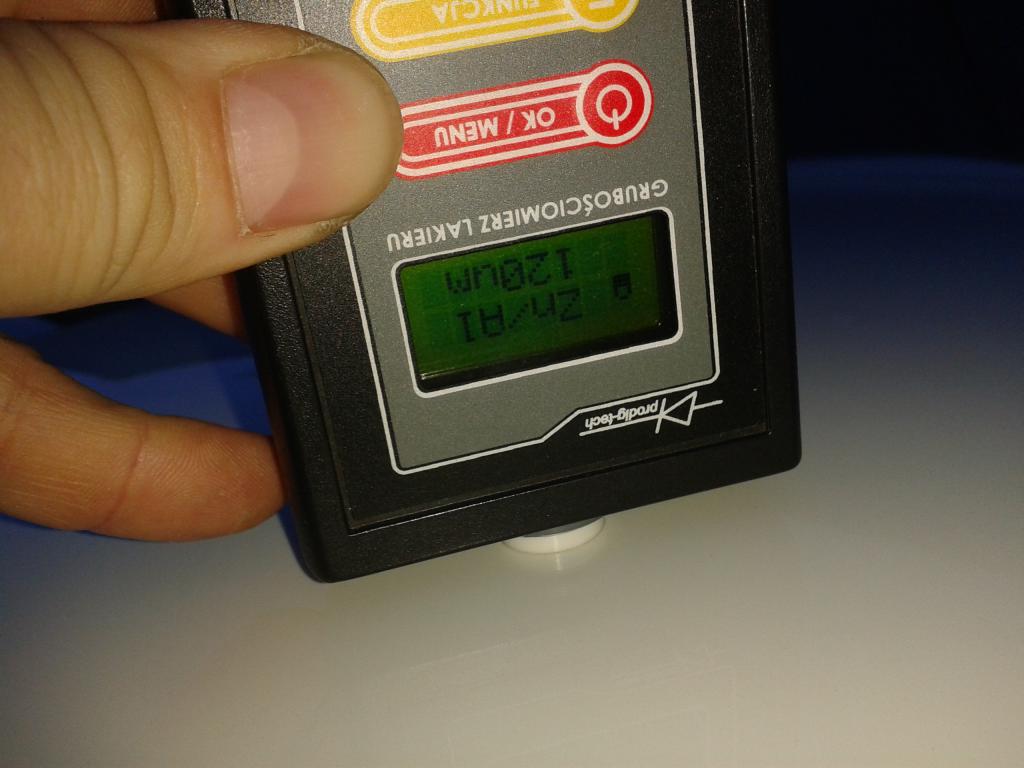 prodig-tech
Zn/Al
120um
GRUBOŚCIOMIERZ LAKIERU
OK / MENU
FUNKCJA